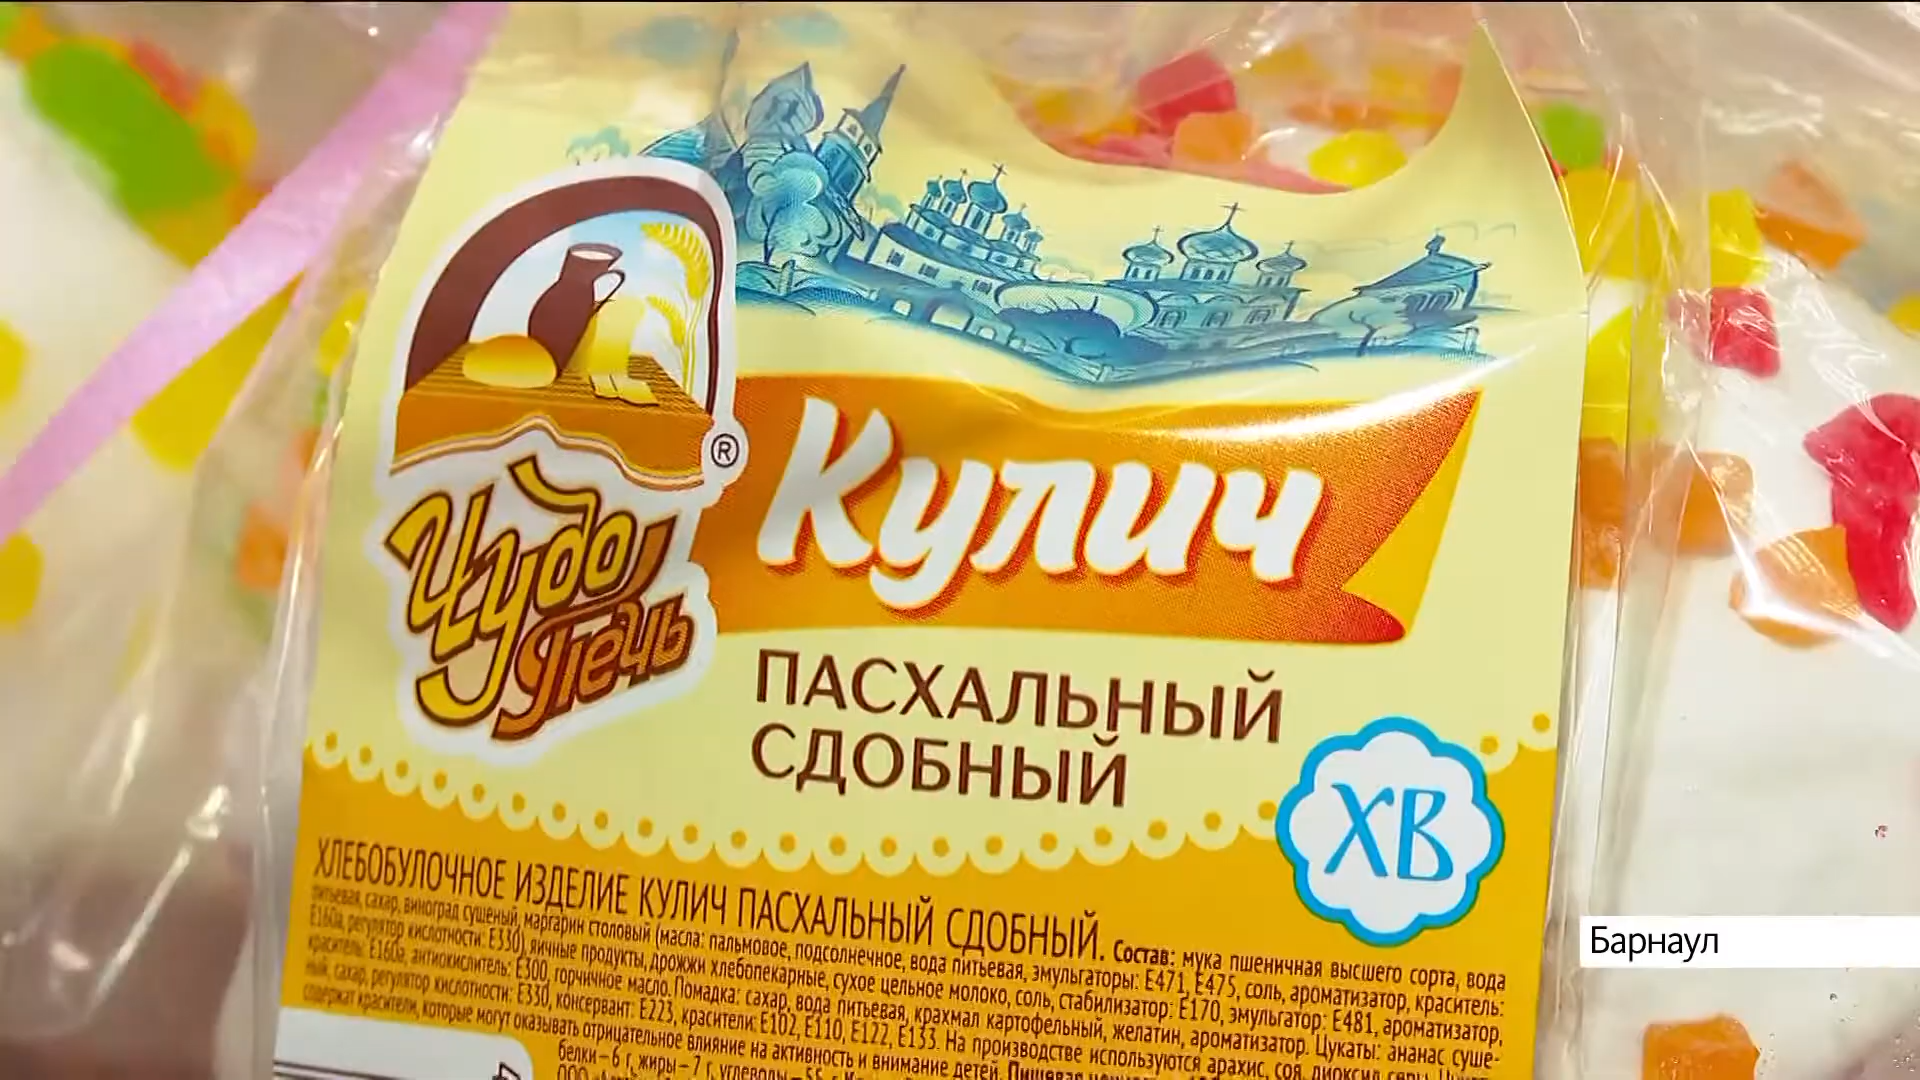 Чудо
Печь
®
Кулич
ПАСХАЛЬНЫЙ
СДОБНЫЙ
ХВ
ХЛЕБОБУЛОЧНОЕ ИЗДЕЛИЕ КУЛИЧ ПАСХАЛЬНЫЙ СДОБНЫЙ. Состав: мука пшеничная высшего сорта, вода
питьевая, сахар, виноград сушеный, маргарин столовый (масла: пальмовое, подсолнечное, вода питьевая, эмульгаторы: Е471, Е475, соль, ароматизатор, краситель:
Е160а, регулятор кислотности: Е330), яичные продукты, дрожжи хлебопекарные, сухое цельное молоко, соль, стабилизатор: Е170, эмульгатор: Е481, ароматизатор,
краситель: Е160а, антиокислитель: Е300, горчичное масло. Помадка: сахар, вода питьевая, крахмал картофельный, желатин, ароматизатор. Цукаты: ананас суше-
ный, сахар, регулятор кислотности: Е330, консервант: Е223, красители: Е102, Е110, Е122, Е133. На производстве используются арахис, соя, диоксид серы.
содержат красители, которые могут оказывать отрицательное влияние на активность и внимание детей. Пищевая
белки – 6 г, жиры – 7 г, углеводы – 55 г.
ООО
Барнаул